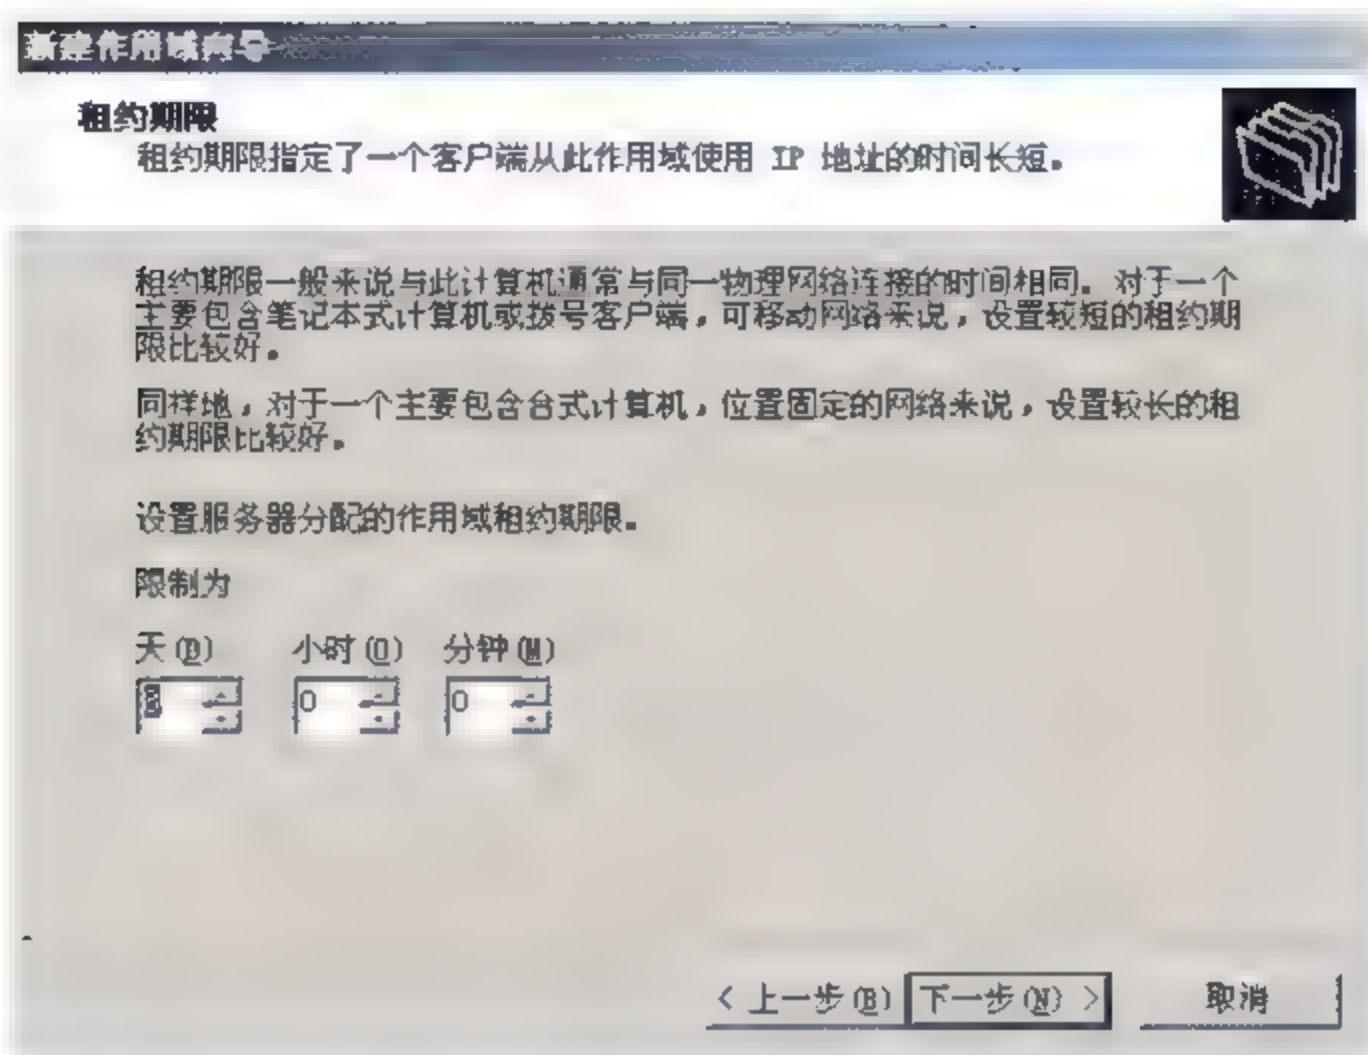 新建作用域向导
租约期限
租约期限指定了一个客户端从此作用域使用 IP 地址的时间长短。
租约期限一般来说与此计算机通常与同一物理网络连接的时间相同。对于一个
主要包含笔记本式计算机或拨号客户端，可移动网络来说，设置较短的租约期
限比较好。
同样地，对于一个主要包含台式计算机，位置固定的网络来说，设置较长的租
约期限比较好。
设置服务器分配的作用域租约期限。
限制为
天(D) 小时(O) 分钟(M)
0 0
< 上一步(B) 下一步(N) > 取消